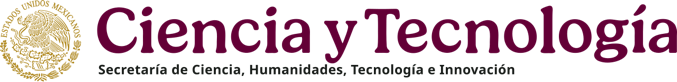 ESTADOS UNIDOS MEXICANOS
Ciencia y Tecnología
Secretaría de Ciencia, Humanidades, Tecnología e Innovación